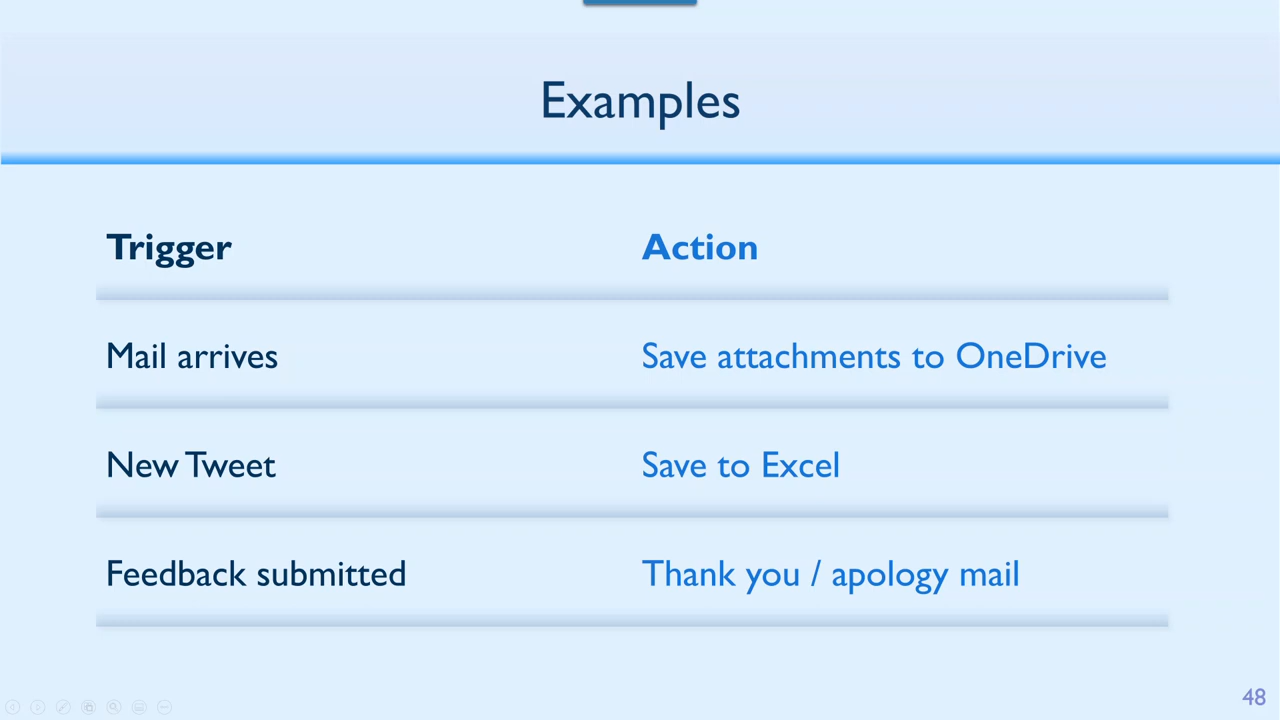 Examples
Trigger Action
Mail arrives Save attachments to OneDrive
New Tweet Save to Excel
Feedback submitted Thank you / apology mail
48